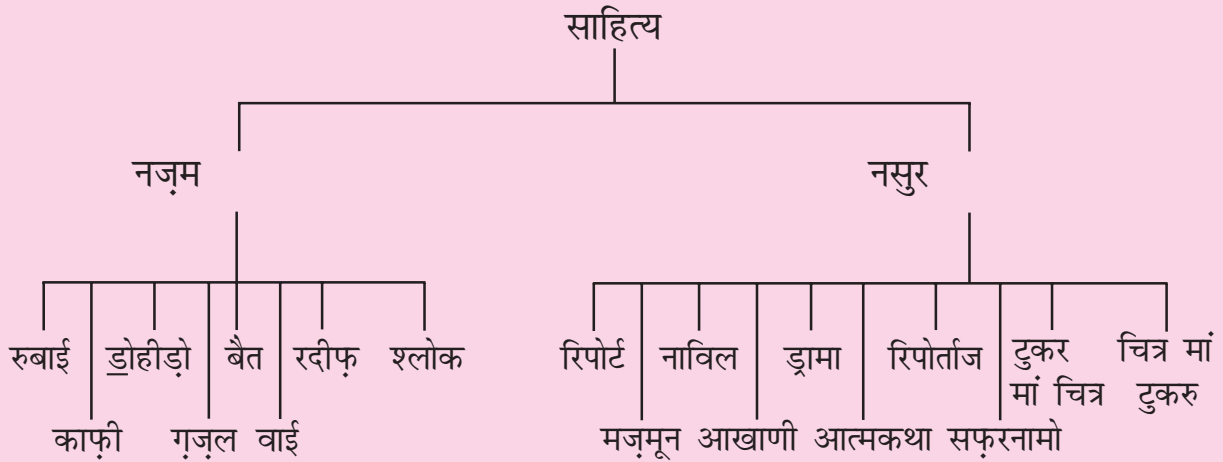 साहित्य
नज़म नसुर
रुबाई ॾोहीड़ो बैत रदीफ़ श्लोक रिपोर्ट नाविल ड्रामा रिपोर्ताज टुकर चित्र मां
मां चित्र टुकरु
काफ़ी ग़ज़ल वाई मज़मून आखाणी आत्मकथा सफ़रनामो